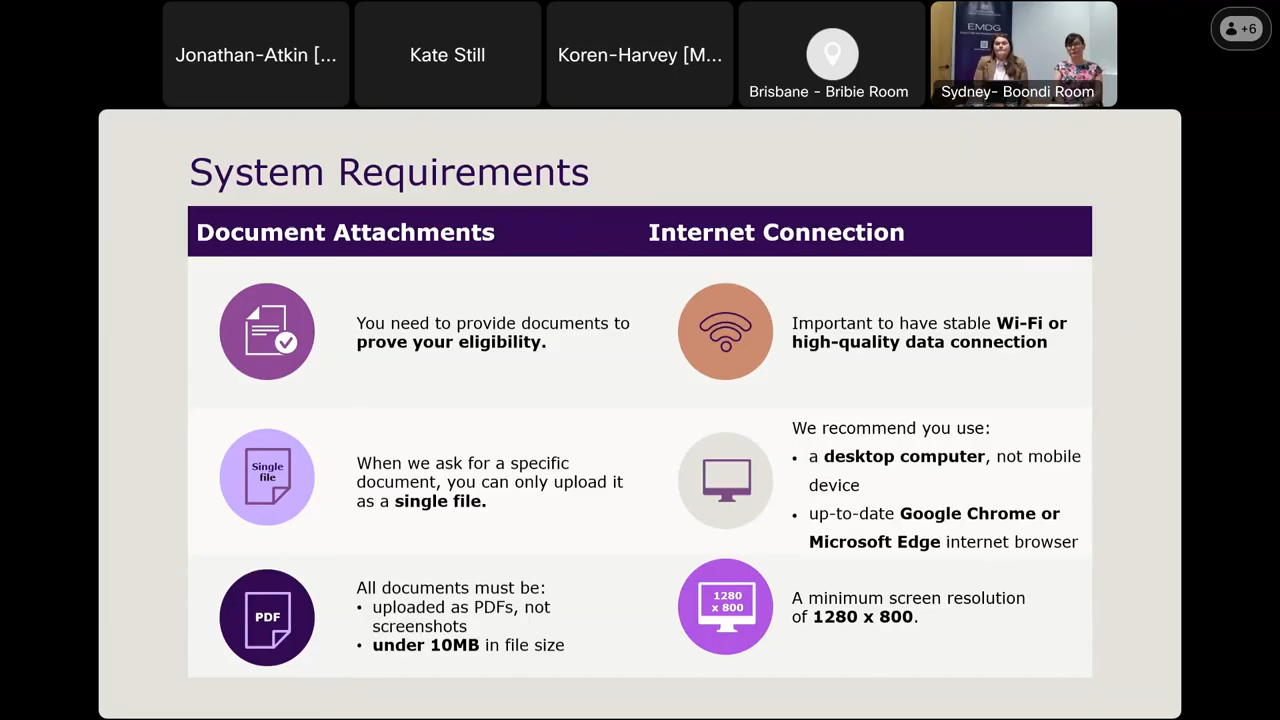 Jonathan-Atkin [...
Kate Still
Koren-Harvey [M...
Brisbane - Bribie Room
EMDG
Sydney- Boondi Room
+6
System Requirements
Document Attachments
Internet Connection
You need to provide documents to
prove your eligibility.
Important to have stable Wi-Fi or
high-quality data connection
Single
file
When we ask for a specific
document, you can only upload it
as a single file.
We recommend you use:
• a desktop computer, not mobile
device
• up-to-date Google Chrome or
Microsoft Edge internet browser
PDF
All documents must be:
• uploaded as PDFs, not
screenshots
• under 10MB in file size
1280
x 800
A minimum screen resolution
of 1280 x 800.